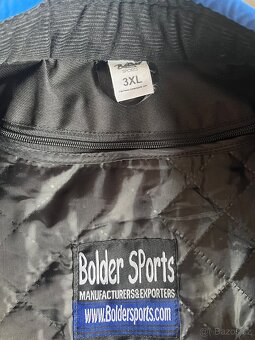 3XL
Bolder Sports
MANUFACTURERS&EXPORTERS
www.Boldersports.com